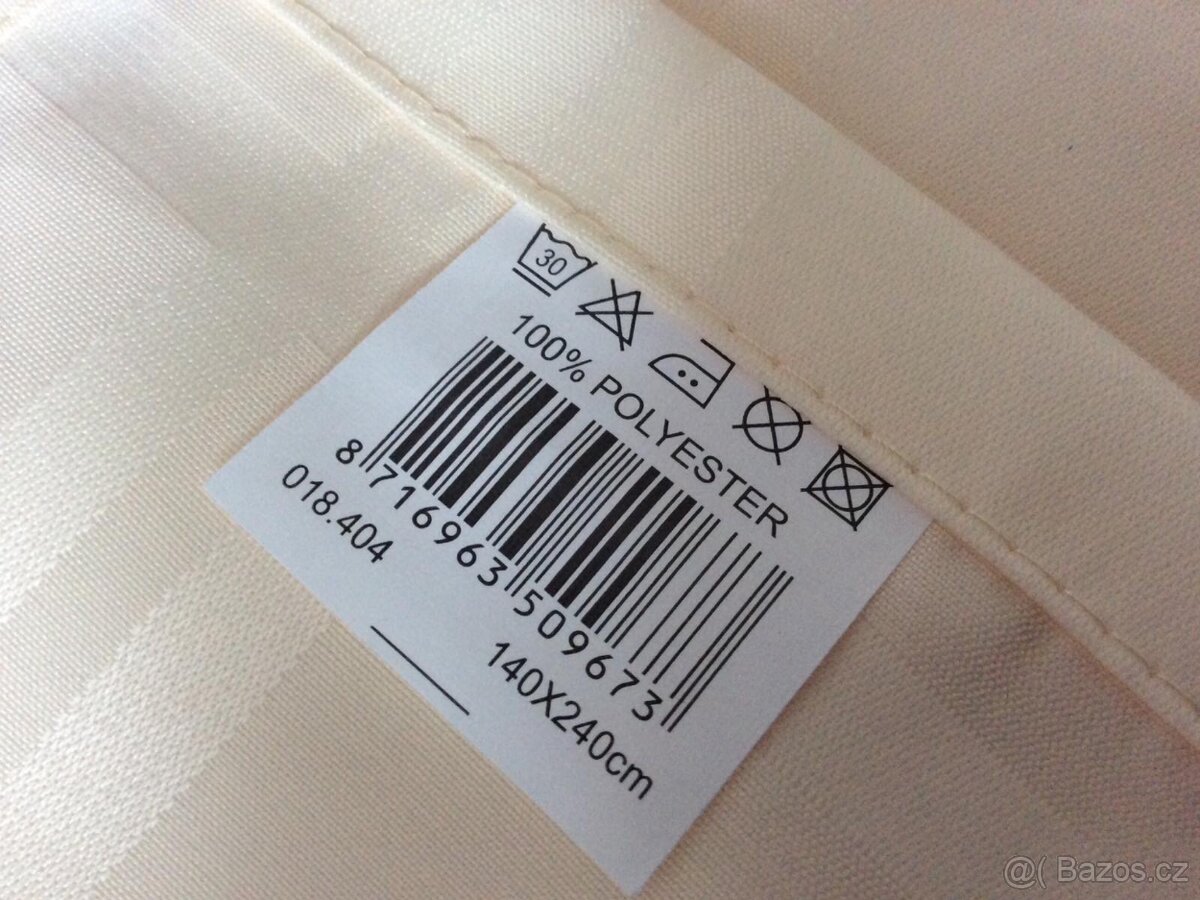 30
100% POLYESTER
8 716963 509673
018.404
140X240cm
@( Bazos.cz